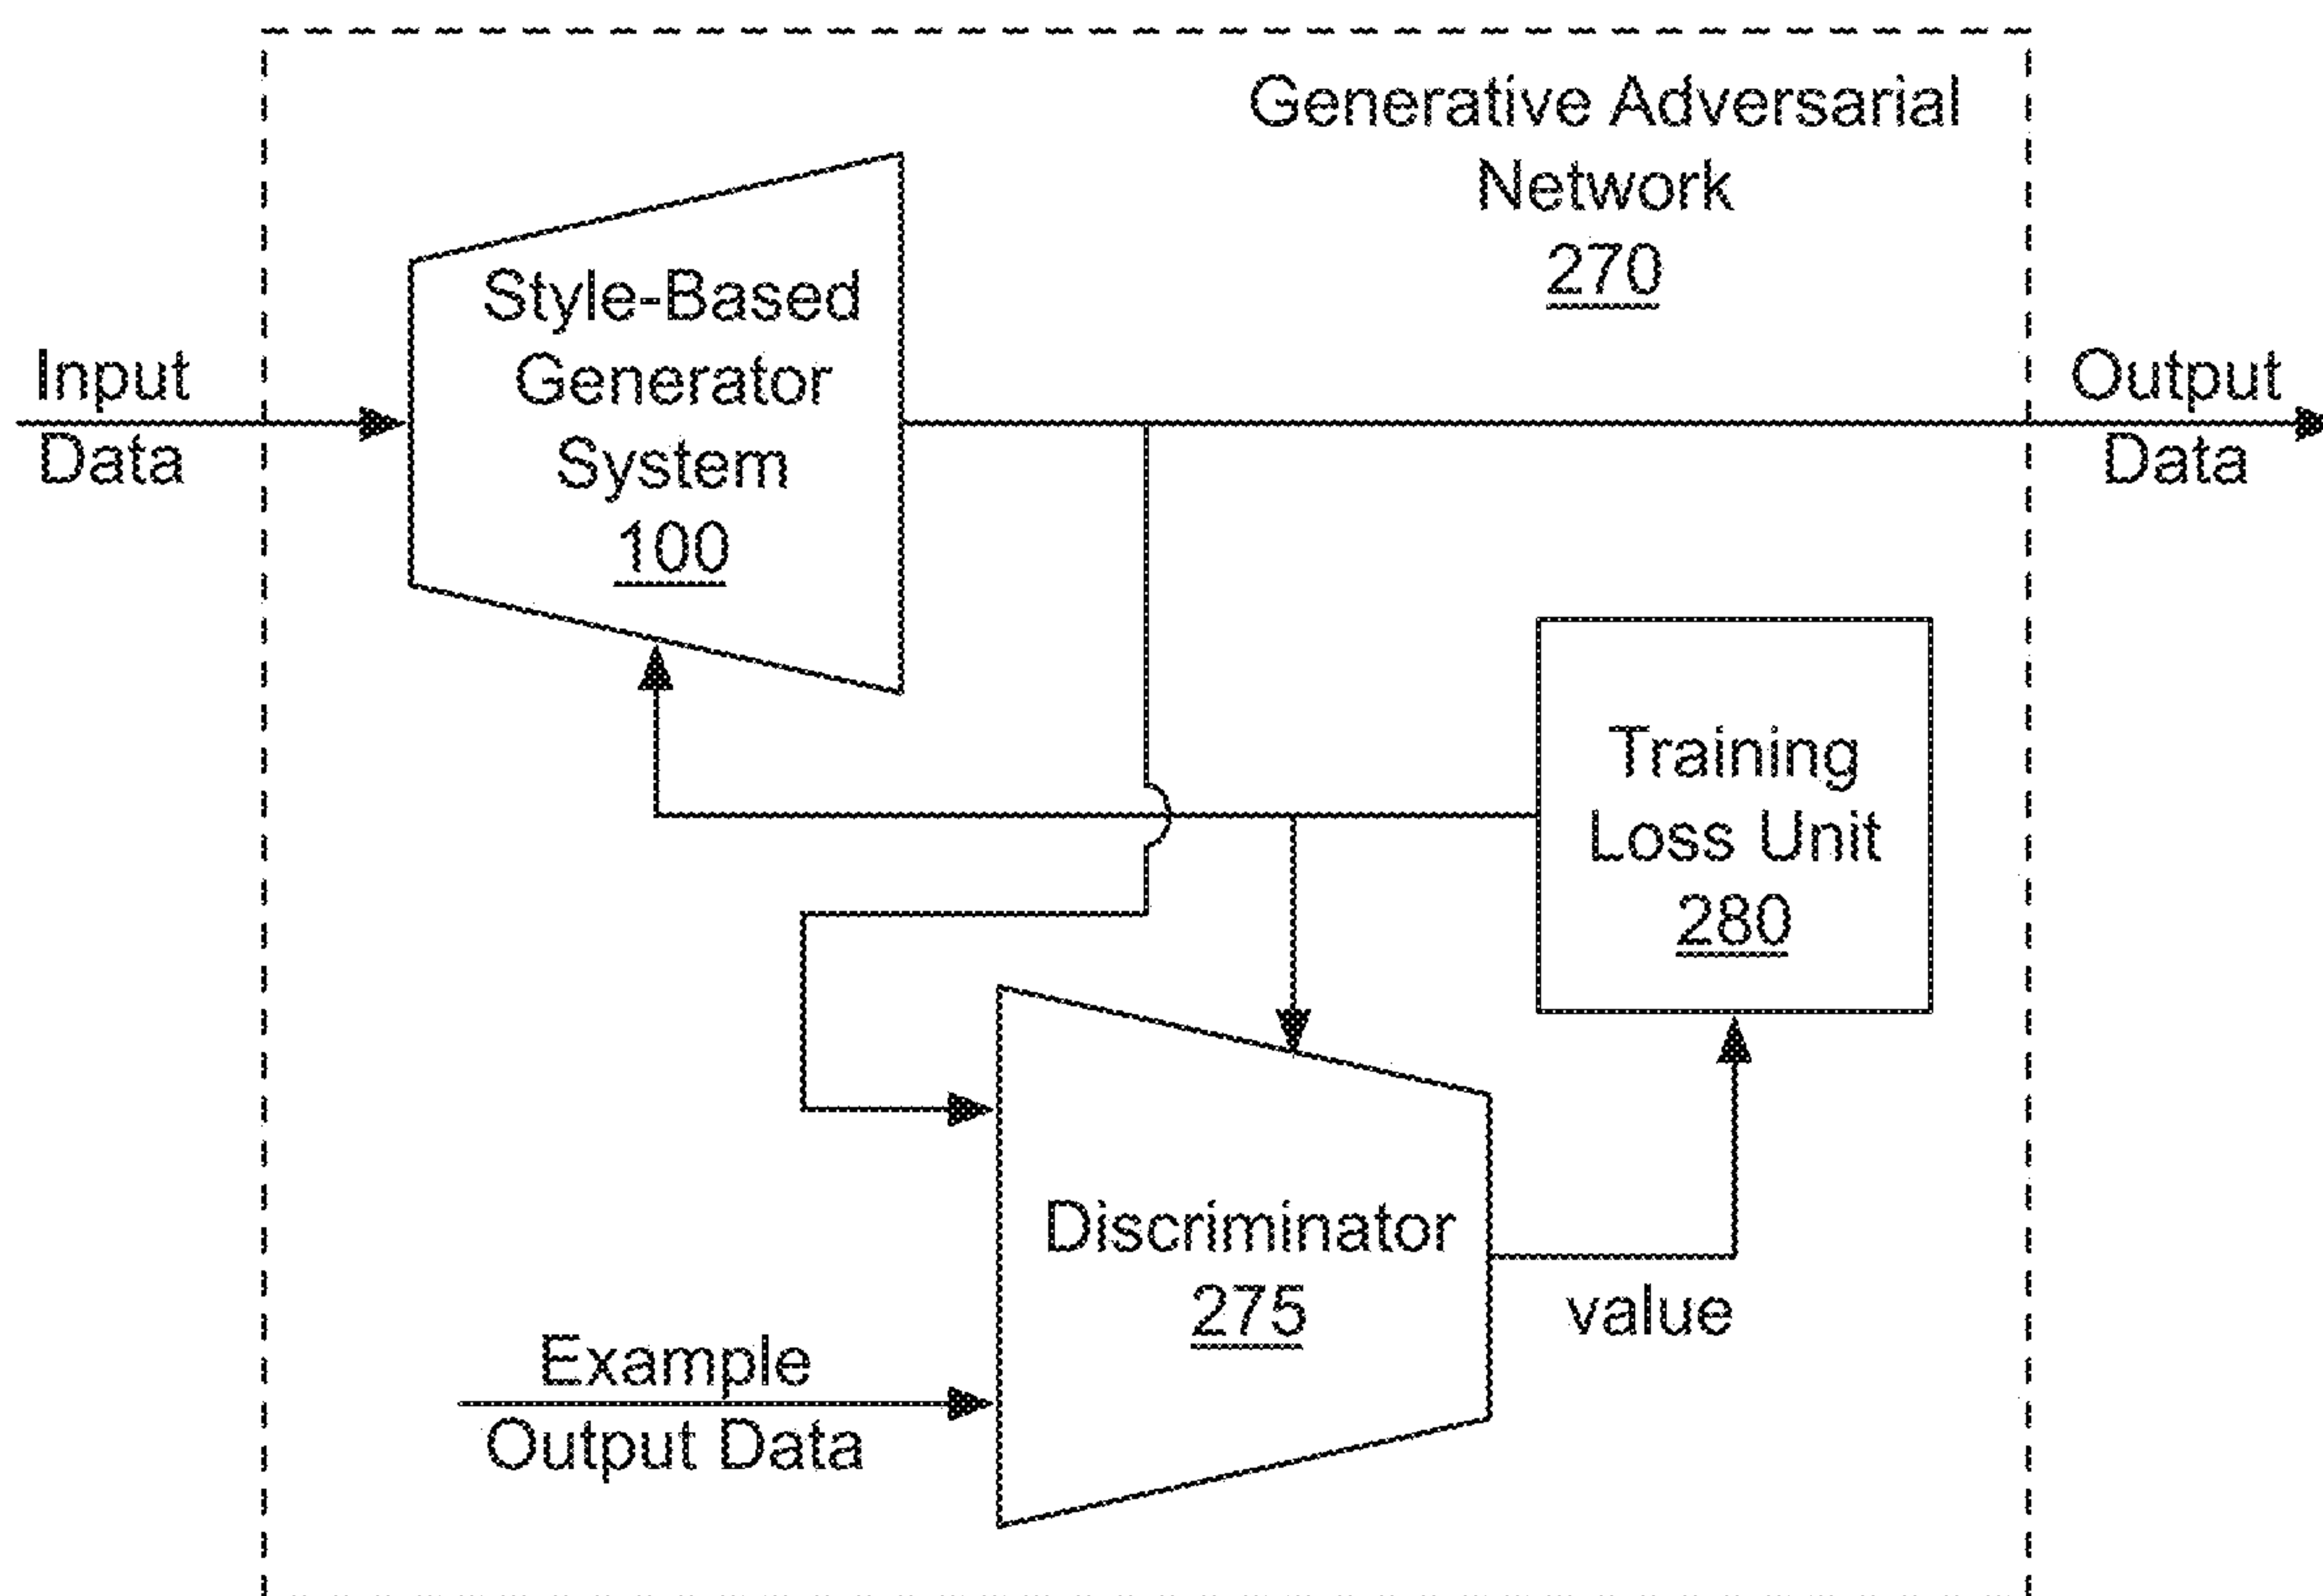 Generative Adversarial
Network
270
Style-Based
Generator
System
100
Input
Data
Output
Data
Training
Loss Unit
280
Discriminator
275
value
Example
Output Data